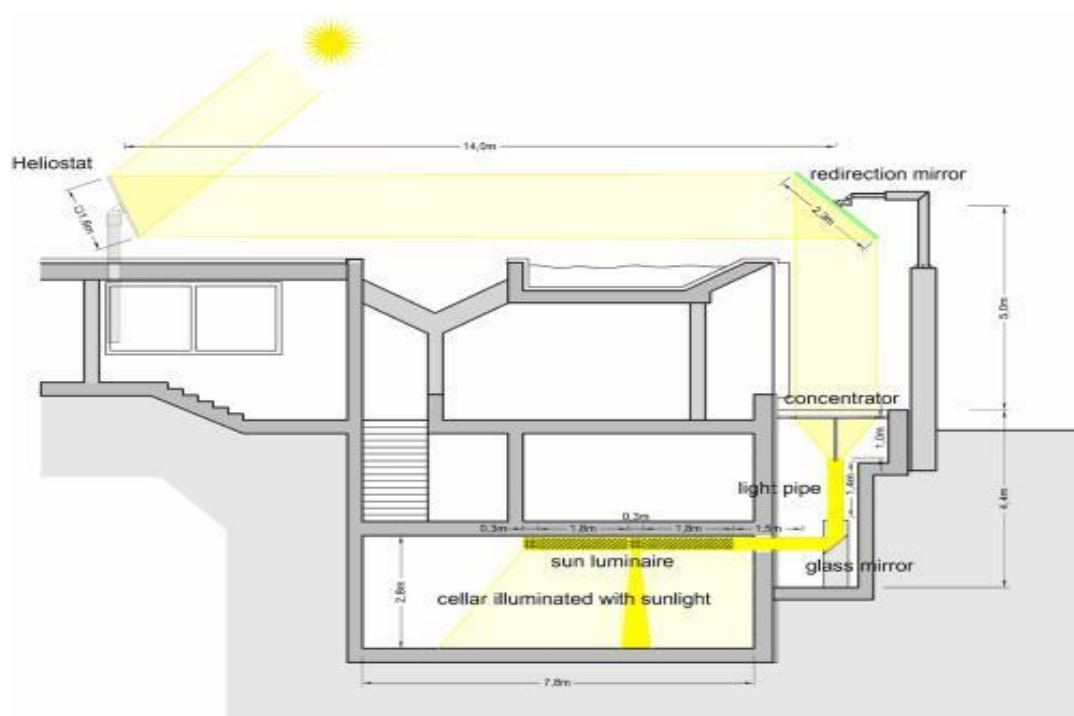 14,0m
Heliostat
redirection mirror
□1,6m
2,3m
5,0m
concentrator
1,0m
light pipe
1,4m
4,4m
0,3m
0,3m
1,8m
1,8m
1,5m
sun luminaire
glass mirror
cellar illuminated with sunlight
2,8m
7,8m